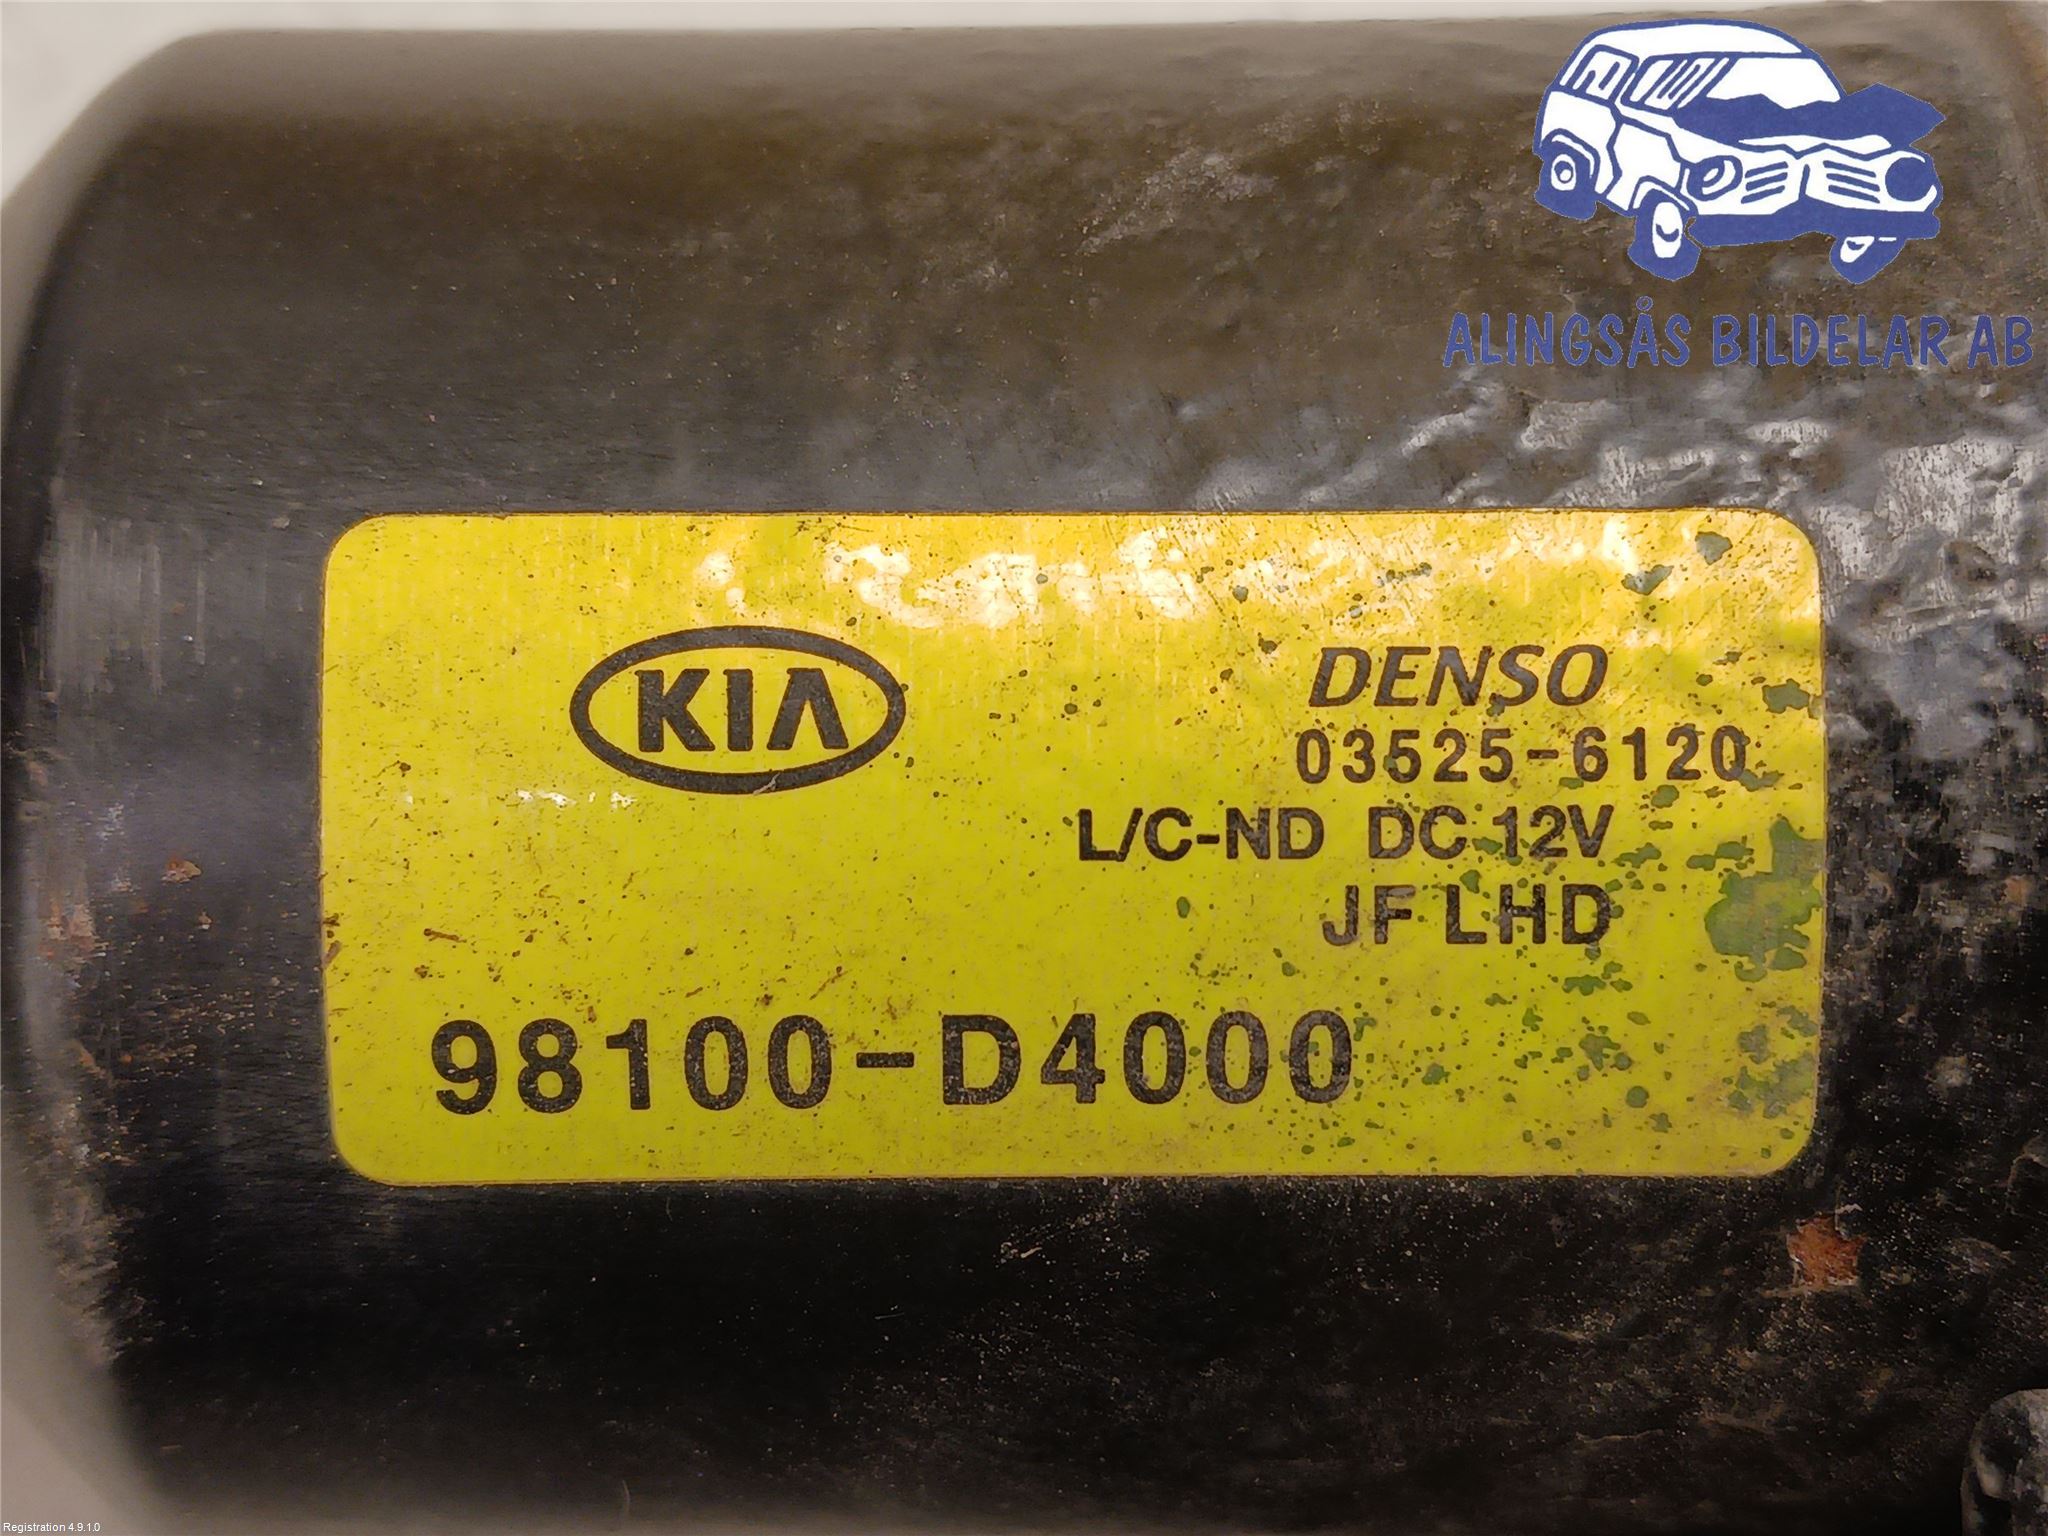 ALINGSÅS BILDELAR AB
KIA
DENSO
03525-6120
L/C-ND DC 12V
JF LHD
98100-D4000
Registration 4.9.1.0